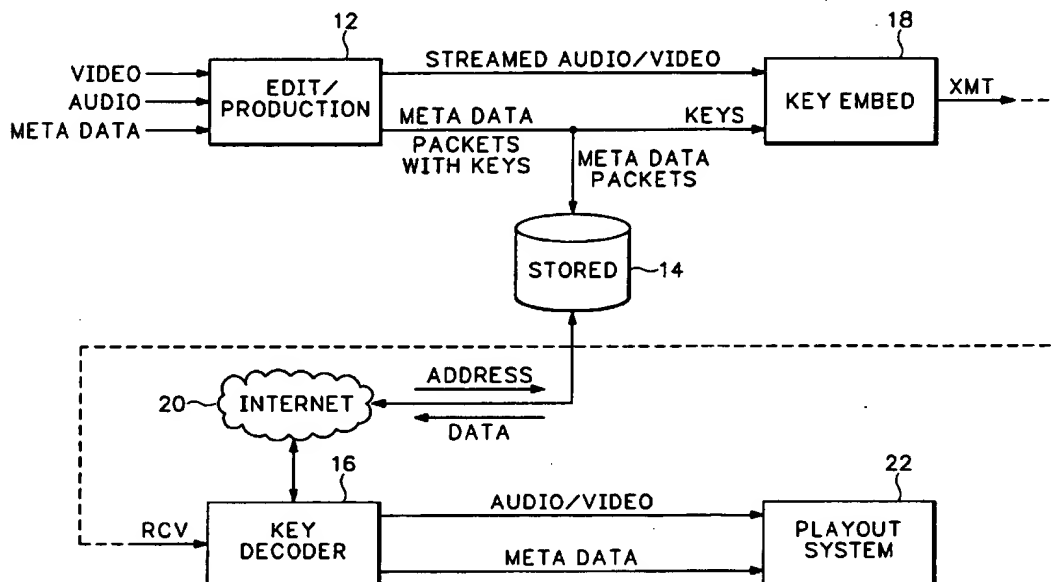 12
18
VIDEO
AUDIO
META DATA
EDIT/
PRODUCTION
STREAMED AUDIO/VIDEO
META DATA
PACKETS
WITH KEYS
KEYS
META DATA
PACKETS
KEY EMBED
XMT
STORED
14
20
INTERNET
ADDRESS
DATA
16
22
RCV
KEY
DECODER
AUDIO/VIDEO
META DATA
PLAYOUT
SYSTEM